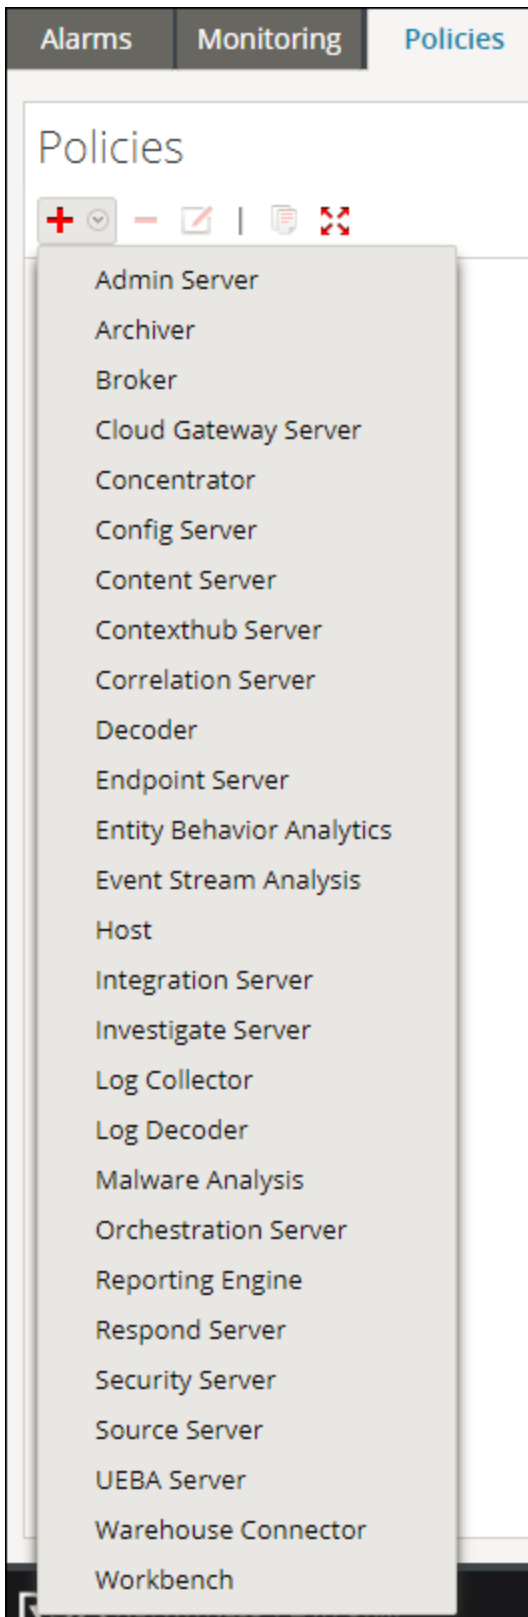 Alarms Monitoring Policies
Policies
Admin Server
Archiver
Broker
Cloud Gateway Server
Concentrator
Config Server
Content Server
Contexthub Server
Correlation Server
Decoder
Endpoint Server
Entity Behavior Analytics
Event Stream Analysis
Host
Integration Server
Investigate Server
Log Collector
Log Decoder
Malware Analysis
Orchestration Server
Reporting Engine
Respond Server
Security Server
Source Server
UEBA Server
Warehouse Connector
Workbench